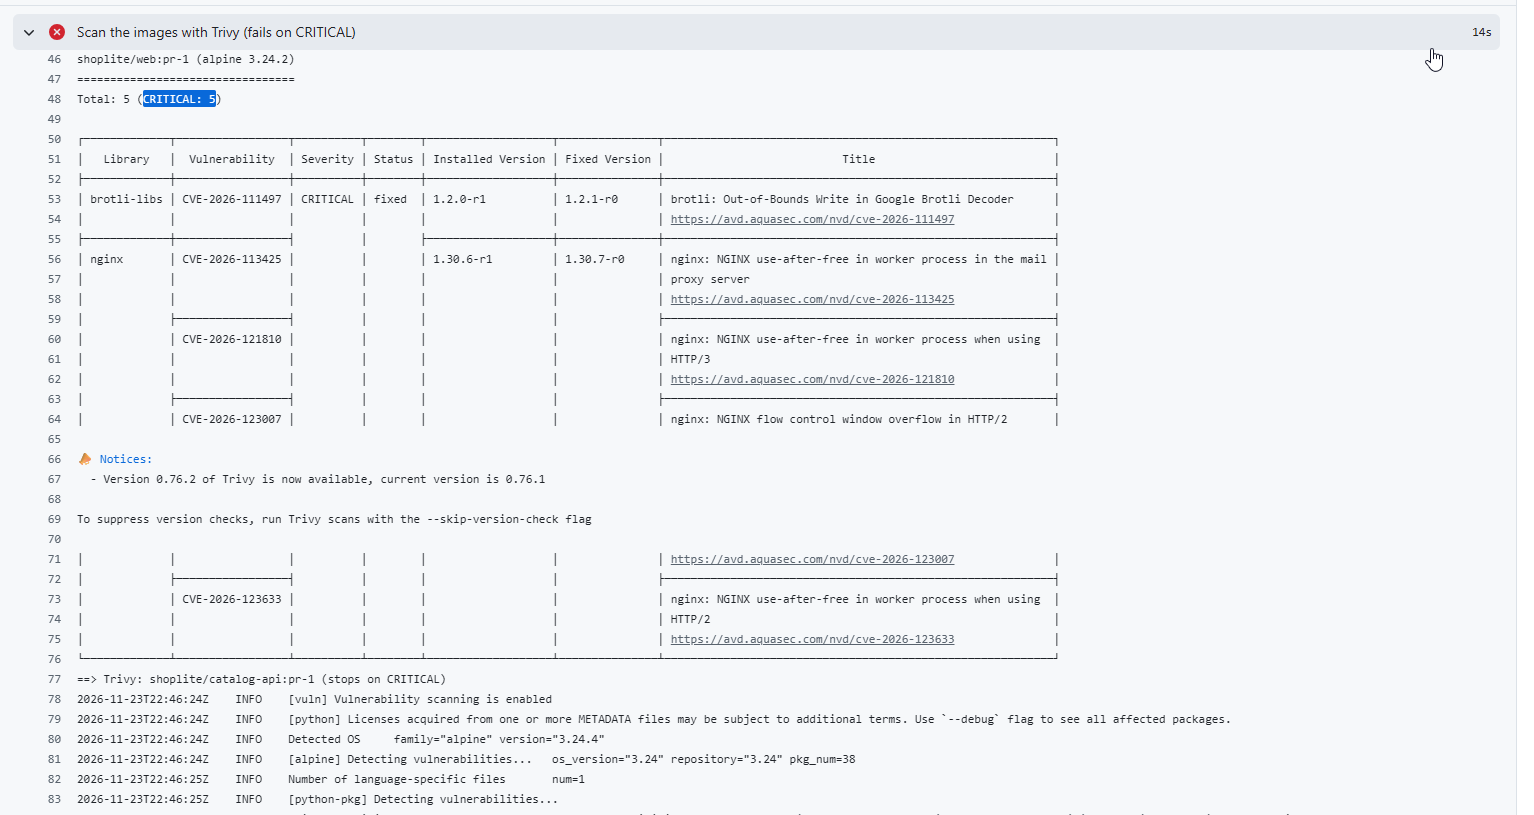 Scan the images with Trivy (fails on CRITICAL) 14s
46 shoplite/web:pr-1 (alpine 3.24.2)
47 =================================
48 Total: 5 (CRITICAL: 5)
49
50
51 Library Vulnerability Severity Status Installed Version Fixed Version Title
52
53 brotli-libs CVE-2026-111497 CRITICAL fixed 1.2.0-r1 1.2.1-r0 brotli: Out-of-Bounds Write in Google Brotli Decoder
54 https://avd.aquasec.com/nvd/cve-2026-111497
55
56 nginx CVE-2026-113425 1.30.6-r1 1.30.7-r0 nginx: NGINX use-after-free in worker process in the mail
57 proxy server
58 https://avd.aquasec.com/nvd/cve-2026-113425
59
60 CVE-2026-121810 nginx: NGINX use-after-free in worker process when using
61 HTTP/3
62 https://avd.aquasec.com/nvd/cve-2026-121810
63
64 CVE-2026-123007 nginx: NGINX flow control window overflow in HTTP/2
65
66 📣 Notices:
67 - Version 0.76.2 of Trivy is now available, current version is 0.76.1
68
69 To suppress version checks, run Trivy scans with the --skip-version-check flag
70
71 https://avd.aquasec.com/nvd/cve-2026-123007
72
73 CVE-2026-123633 nginx: NGINX use-after-free in worker process when using
74 HTTP/2
75 https://avd.aquasec.com/nvd/cve-2026-123633
76
77 ==> Trivy: shoplite/catalog-api:pr-1 (stops on CRITICAL)
78 2026-11-23T22:46:24Z INFO [vuln] Vulnerability scanning is enabled
79 2026-11-23T22:46:24Z INFO [python] Licenses acquired from one or more METADATA files may be subject to additional terms. Use `--debug` flag to see all affected packages.
80 2026-11-23T22:46:24Z INFO Detected OS family="alpine" version="3.24.4"
81 2026-11-23T22:46:24Z INFO [alpine] Detecting vulnerabilities... os_version="3.24" repository="3.24" pkg_num=38
82 2026-11-23T22:46:25Z INFO Number of language-specific files num=1
83 2026-11-23T22:46:25Z INFO [python-pkg] Detecting vulnerabilities...